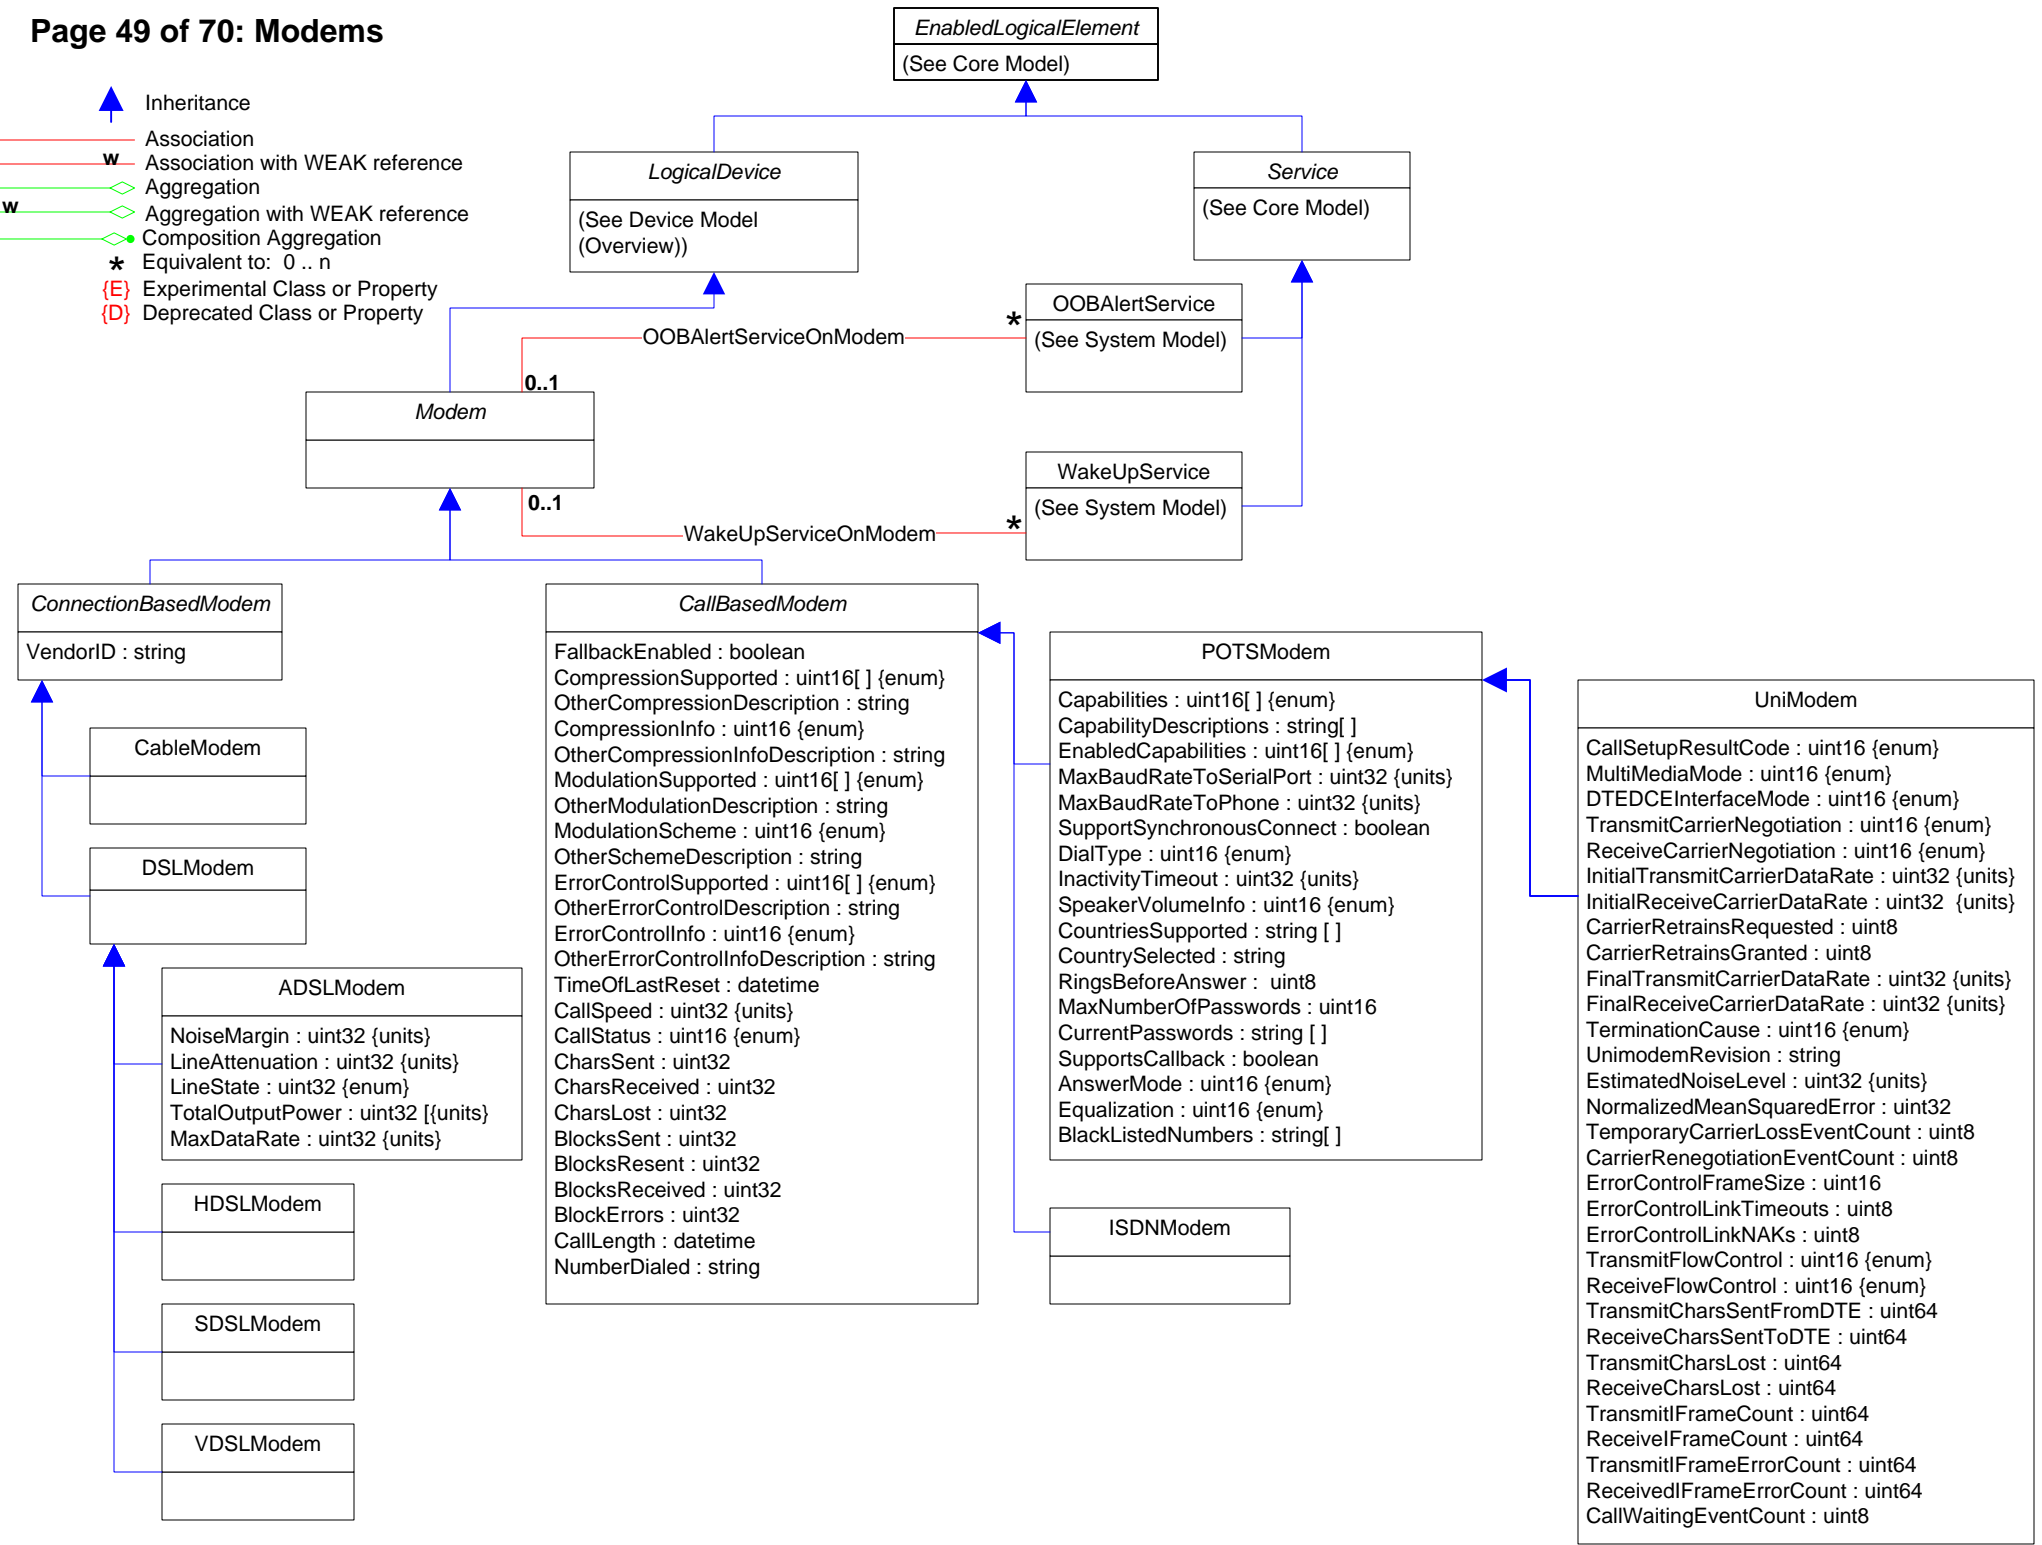 Page 49 of 70: Modems
Inheritance
Association
w
Association with WEAK reference
Aggregation
w
Aggregation with WEAK reference
Composition Aggregation
* Equivalent to: 0 .. n
{E} Experimental Class or Property
{D} Deprecated Class or Property
EnabledLogicalElement
(See Core Model)
LogicalDevice
(See Device Model
(Overview))
Service
(See Core Model)
OOBAlertService
(See System Model)
*
OOBAlertServiceOnModem
0..1
Modem
0..1
WakeUpServiceOnModem
*
WakeUpService
(See System Model)
ConnectionBasedModem
VendorID : string
CableModem
DSLModem
ADSLModem
NoiseMargin : uint32 {units}
LineAttenuation : uint32 {units}
LineState : uint32 {enum}
TotalOutputPower : uint32 [{units}
MaxDataRate : uint32 {units}
HDSLModem
SDSLModem
VDSLModem
CallBasedModem
FallbackEnabled : boolean
CompressionSupported : uint16[ ] {enum}
OtherCompressionDescription : string
CompressionInfo : uint16 {enum}
OtherCompressionInfoDescription : string
ModulationSupported : uint16[ ] {enum}
OtherModulationDescription : string
ModulationScheme : uint16 {enum}
OtherSchemeDescription : string
ErrorControlSupported : uint16[ ] {enum}
OtherErrorControlDescription : string
ErrorControlInfo : uint16 {enum}
OtherErrorControlInfoDescription : string
TimeOfLastReset : datetime
CallSpeed : uint32 {units}
CallStatus : uint16 {enum}
CharsSent : uint32
CharsReceived : uint32
CharsLost : uint32
BlocksSent : uint32
BlocksResent : uint32
BlocksReceived : uint32
BlockErrors : uint32
CallLength : datetime
NumberDialed : string
POTSModem
Capabilities : uint16[ ] {enum}
CapabilityDescriptions : string[ ]
EnabledCapabilities : uint16[ ] {enum}
MaxBaudRateToSerialPort : uint32 {units}
MaxBaudRateToPhone : uint32 {units}
SupportSynchronousConnect : boolean
DialType : uint16 {enum}
InactivityTimeout : uint32 {units}
SpeakerVolumeInfo : uint16 {enum}
CountriesSupported : string [ ]
CountrySelected : string
RingsBeforeAnswer : uint8
MaxNumberOfPasswords : uint16
CurrentPasswords : string [ ]
SupportsCallback : boolean
AnswerMode : uint16 {enum}
Equalization : uint16 {enum}
BlackListedNumbers : string[ ]
ISDNModem
UniModem
CallSetupResultCode : uint16 {enum}
MultiMediaMode : uint16 {enum}
DTEDCEInterfaceMode : uint16 {enum}
TransmitCarrierNegotiation : uint16 {enum}
ReceiveCarrierNegotiation : uint16 {enum}
InitialTransmitCarrierDataRate : uint32 {units}
InitialReceiveCarrierDataRate : uint32 {units}
CarrierRetrainsRequested : uint8
CarrierRetrainsGranted : uint8
FinalTransmitCarrierDataRate : uint32 {units}
FinalReceiveCarrierDataRate : uint32 {units}
TerminationCause : uint16 {enum}
UnimodemRevision : string
EstimatedNoiseLevel : uint32 {units}
NormalizedMeanSquaredError : uint32
TemporaryCarrierLossEventCount : uint8
CarrierRenegotiationEventCount : uint8
ErrorControlFrameSize : uint16
ErrorControlLinkTimeouts : uint8
ErrorControlLinkNAKs : uint8
TransmitFlowControl : uint16 {enum}
ReceiveFlowControl : uint16 {enum}
TransmitCharsSentFromDTE : uint64
ReceiveCharsSentToDTE : uint64
TransmitCharsLost : uint64
ReceiveCharsLost : uint64
TransmitIFrameCount : uint64
ReceiveIFrameCount : uint64
TransmitIFrameErrorCount : uint64
ReceivedIFrameErrorCount : uint64
CallWaitingEventCount : uint8